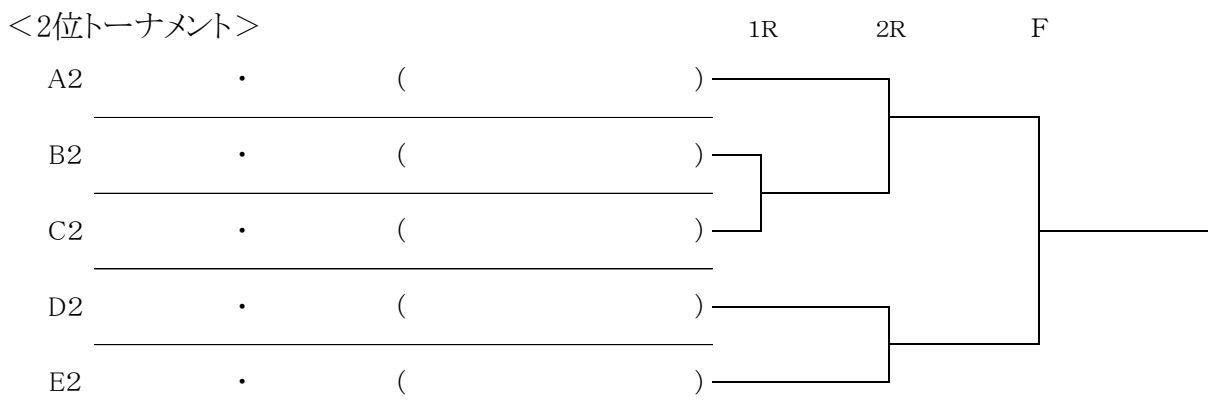 <2位トーナメント> 1R 2R F
A2 ・ ( )
B2 ・ ( )
C2 ・ ( )
D2 ・ ( )
E2 ・ ( )